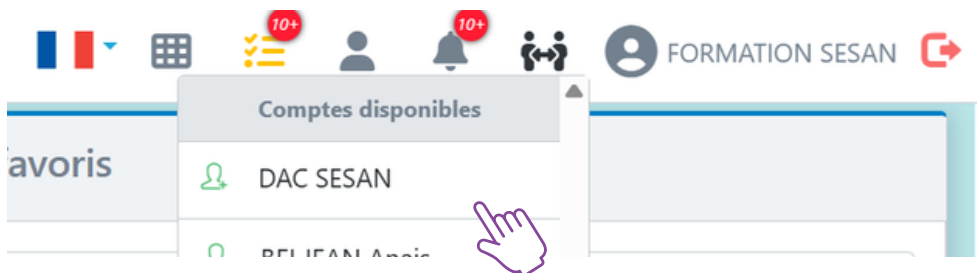 10+ 10+
FORMATION SESAN
Comptes disponibles
avoris
DAC SESAN